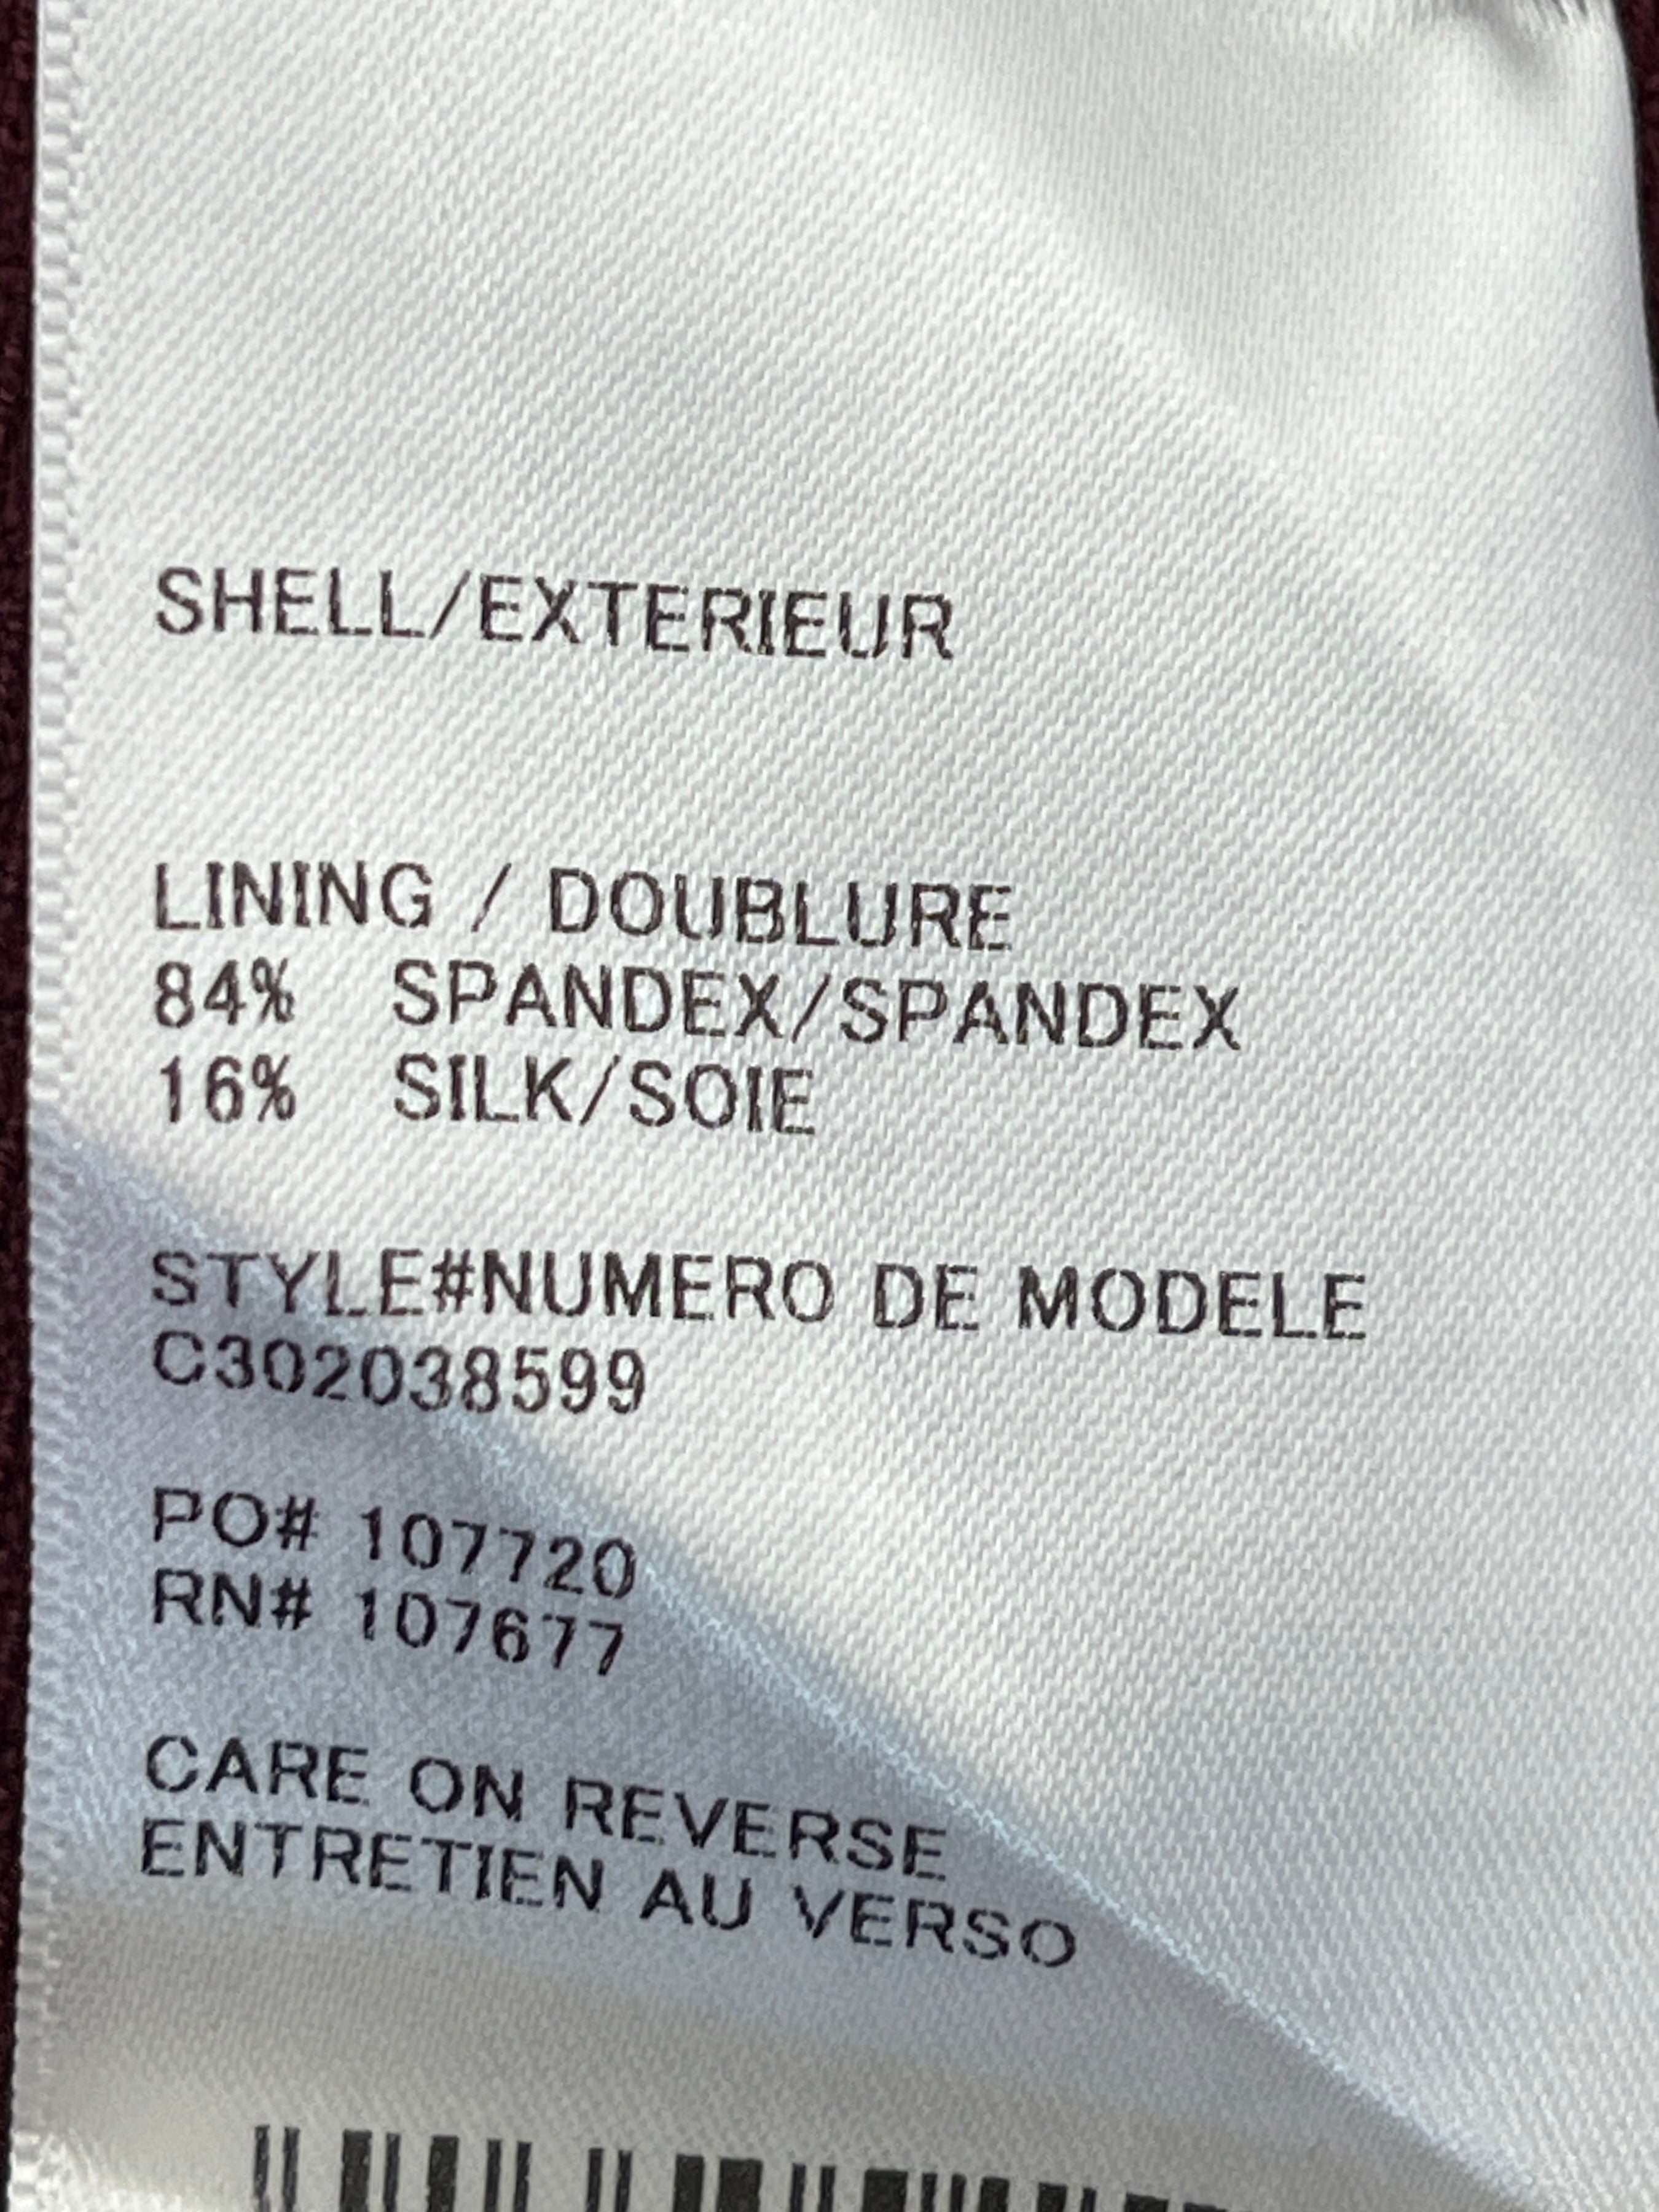 SHELL/EXTERIEUR
LINING / DOUBLURE
84% SPANDEX/SPANDEX
16% SILK/SOIE
STYLE#NUMERO DE MODELE
C302038599
PO# 107720
RN# 107677
CARE ON REVERSE
ENTRETIEN AU VERSO